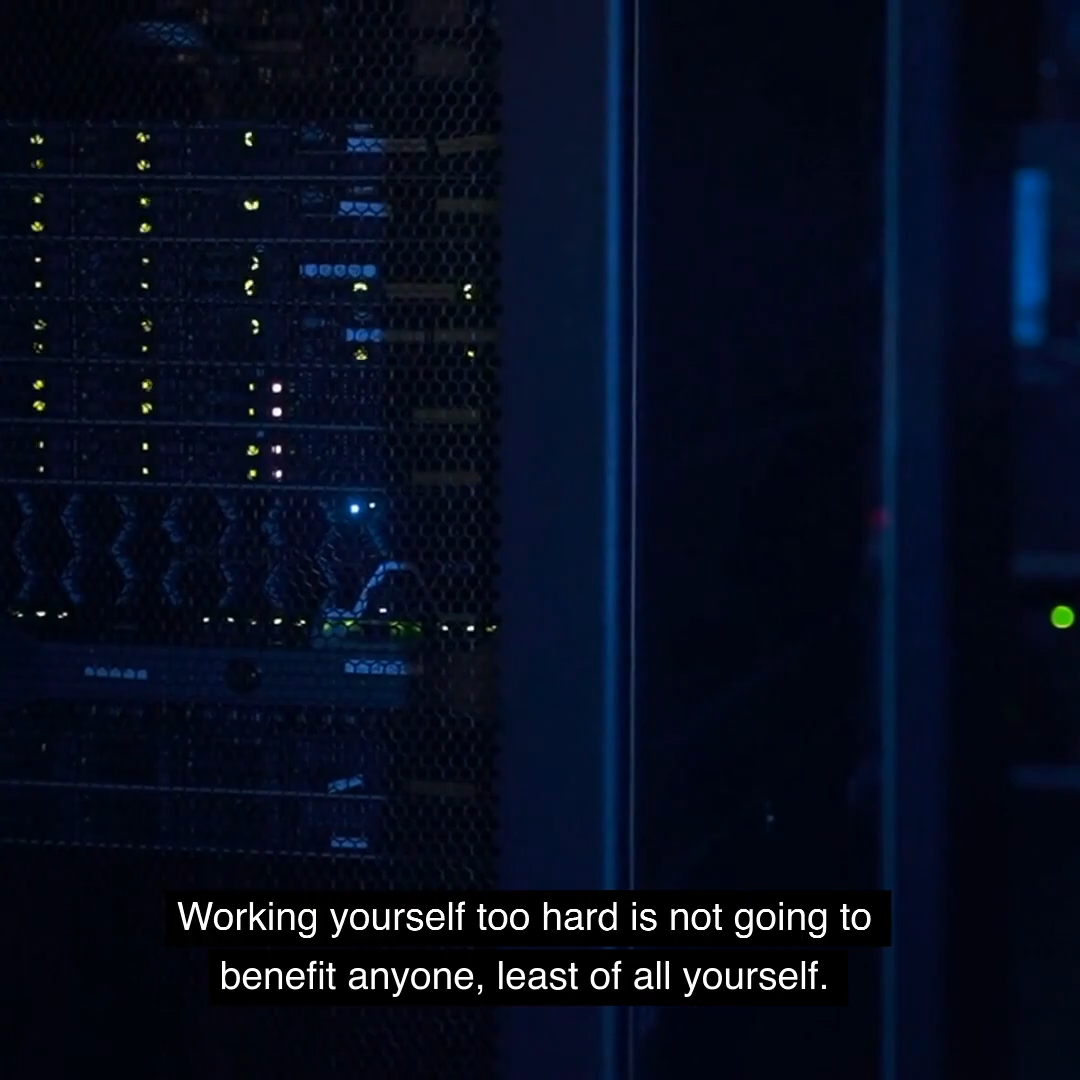 Working yourself too hard is not going to
benefit anyone, least of all yourself.